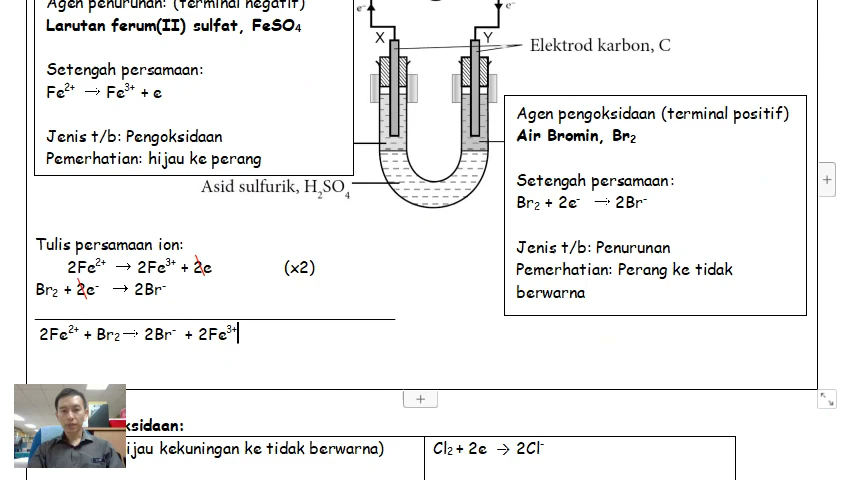 Agen penurunan: (terminal negatif)
Larutan ferum(II) sulfat, FeSO₄
Setengah persamaan:
Fe²⁺ → Fe³⁺ + e
Jenis t/b: Pengoksidaan
Pemerhatian: hijau ke perang
e⁻
e⁻
X
Y
Elektrod karbon, C
Asid sulfurik, H₂SO₄
Agen pengoksidaan (terminal positif)
Air Bromin, Br₂
Setengah persamaan:
Br₂ + 2e⁻ → 2Br⁻
Jenis t/b: Penurunan
Pemerhatian: Perang ke tidak
berwarna
Tulis persamaan ion:
2Fe²⁺ → 2Fe³⁺ + 2e (x2)
Br₂ + 2e⁻ → 2Br⁻
2Fe²⁺ + Br₂ → 2Br⁻ + 2Fe³⁺
ksidaan:
ijau kekuningan ke tidak berwarna)
Cl₂ + 2e → 2Cl⁻